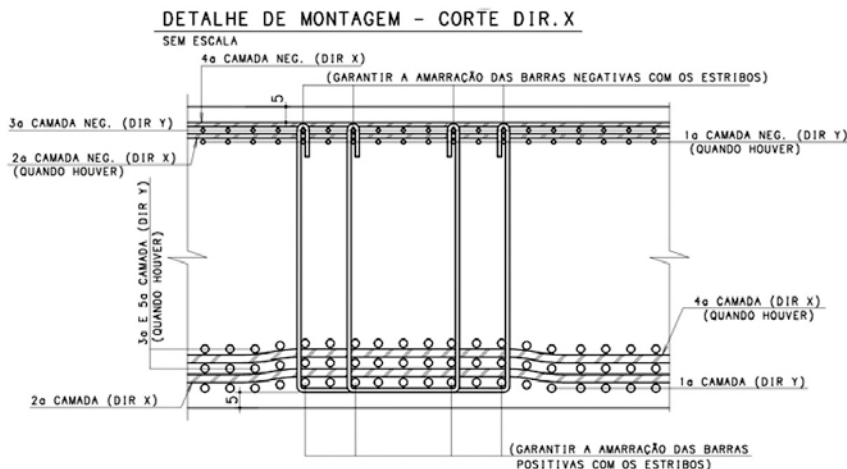 DETALHE DE MONTAGEM - CORTE DIR.X
SEM ESCALA
4a CAMADA NEG. (DIR X)
(GARANTIR A AMARRAÇÃO DAS BARRAS NEGATIVAS COM OS ESTRIBOS)
5
3a CAMADA NEG. (DIR Y)
1a CAMADA NEG. (DIR Y)
(QUANDO HOUVER)
2a CAMADA NEG. (DIR X)
(QUANDO HOUVER)
3a E 5a CAMADA (DIR Y)
(QUANDO HOUVER)
4a CAMADA (DIR X)
(QUANDO HOUVER)
1a CAMADA (DIR Y)
2a CAMADA (DIR X)
5
(GARANTIR A AMARRAÇÃO DAS BARRAS
POSITIVAS COM OS ESTRIBOS)